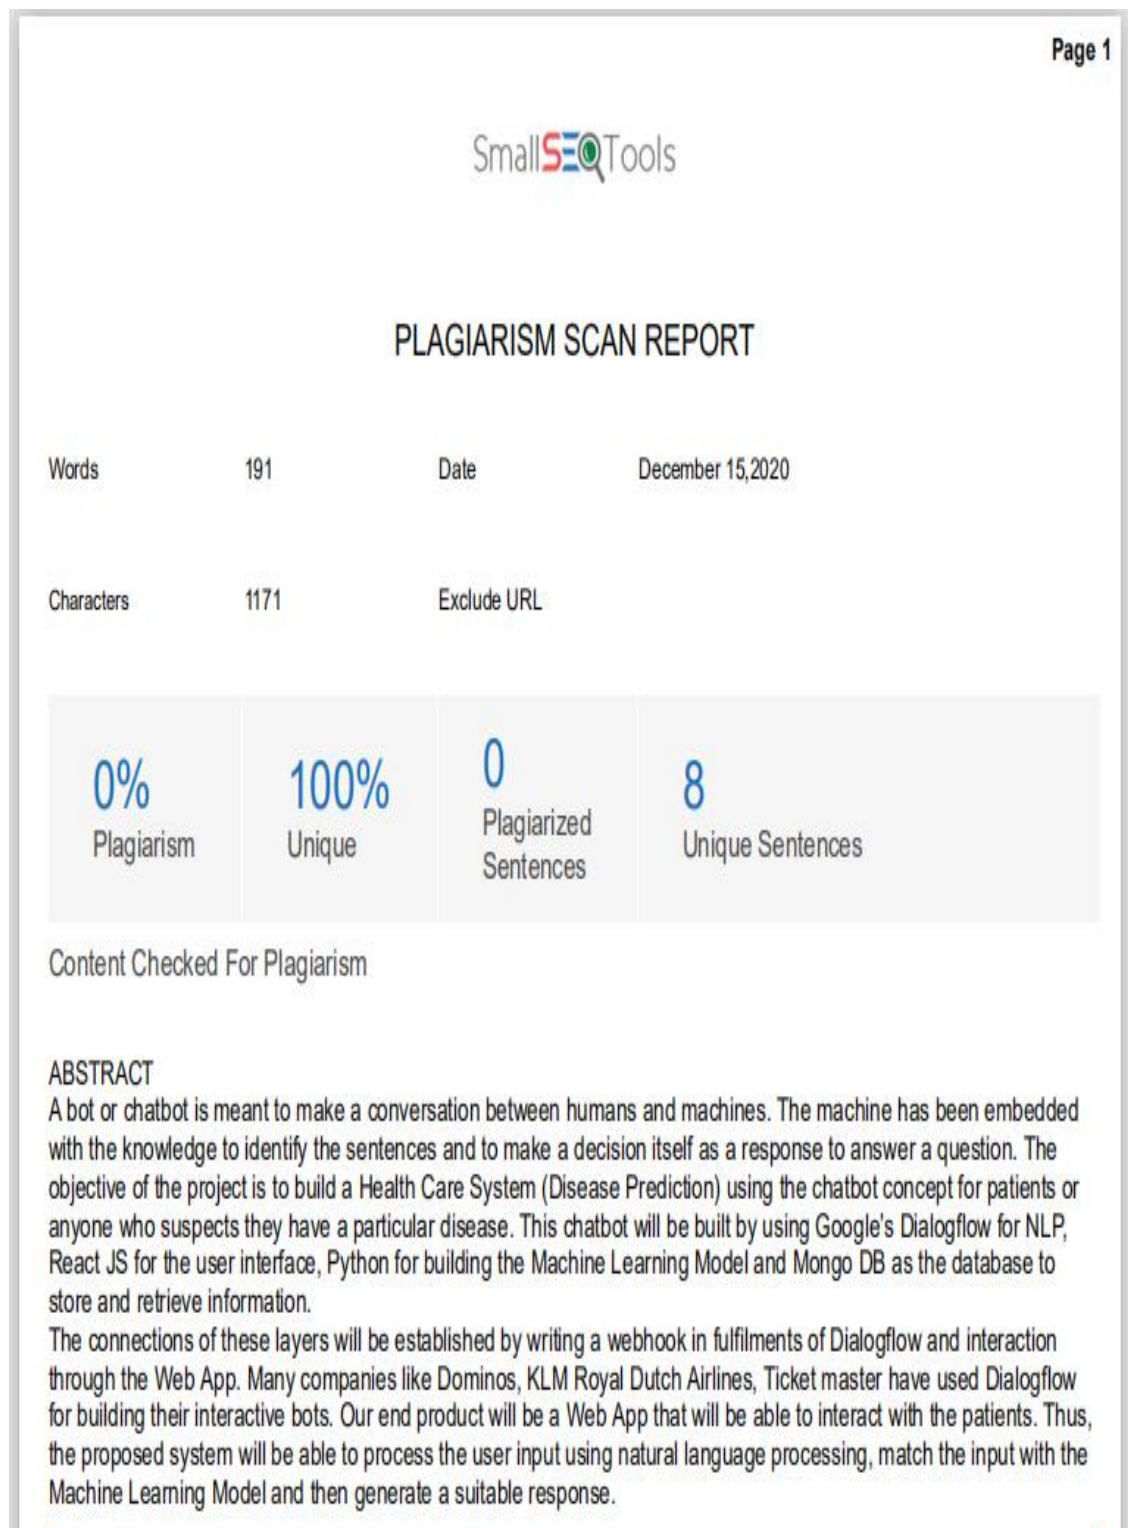 Page 1
SmallSEOTools
PLAGIARISM SCAN REPORT
Words 191 Date December 15,2020
Characters 1171 Exclude URL
0% 100% 0 8
Plagiarism Unique Plagiarized Sentences Unique Sentences
Content Checked For Plagiarism
ABSTRACT
A bot or chatbot is meant to make a conversation between humans and machines. The machine has been embedded
with the knowledge to identify the sentences and to make a decision itself as a response to answer a question. The
objective of the project is to build a Health Care System (Disease Prediction) using the chatbot concept for patients or
anyone who suspects they have a particular disease. This chatbot will be built by using Google's Dialogflow for NLP,
React JS for the user interface, Python for building the Machine Learning Model and Mongo DB as the database to
store and retrieve information.
The connections of these layers will be established by writing a webhook in fulfilments of Dialogflow and interaction
through the Web App. Many companies like Dominos, KLM Royal Dutch Airlines, Ticket master have used Dialogflow
for building their interactive bots. Our end product will be a Web App that will be able to interact with the patients. Thus,
the proposed system will be able to process the user input using natural language processing, match the input with the
Machine Learning Model and then generate a suitable response.